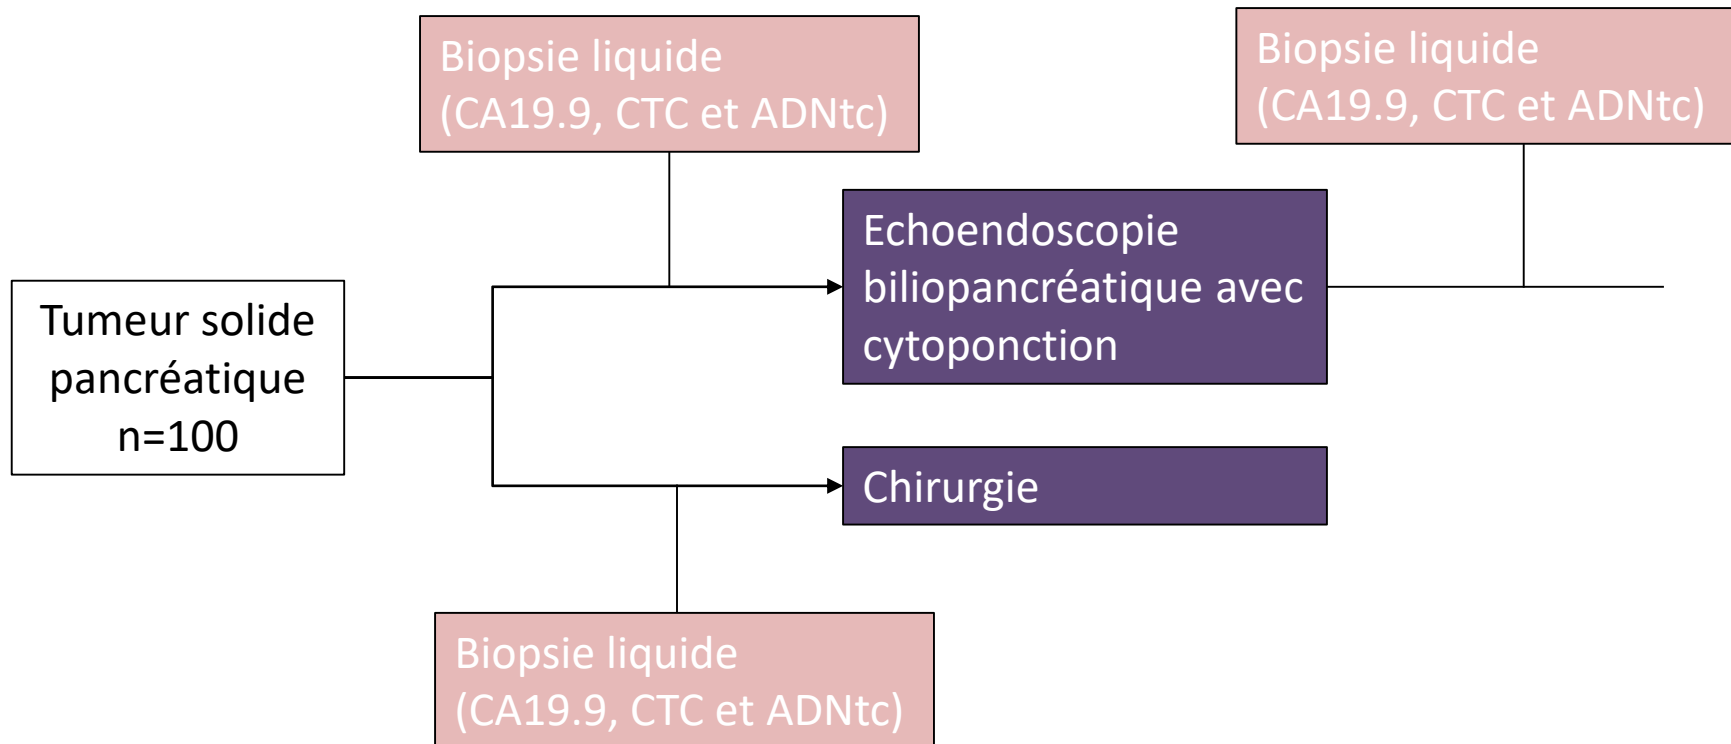 Biopsie liquide
(CA19.9, CTC et ADNtc)
Biopsie liquide
(CA19.9, CTC et ADNtc)
Echoendoscopie
biliopancréatique avec
cytoponction
Tumeur solide
pancréatique
n=100
Chirurgie
Biopsie liquide
(CA19.9, CTC et ADNtc)